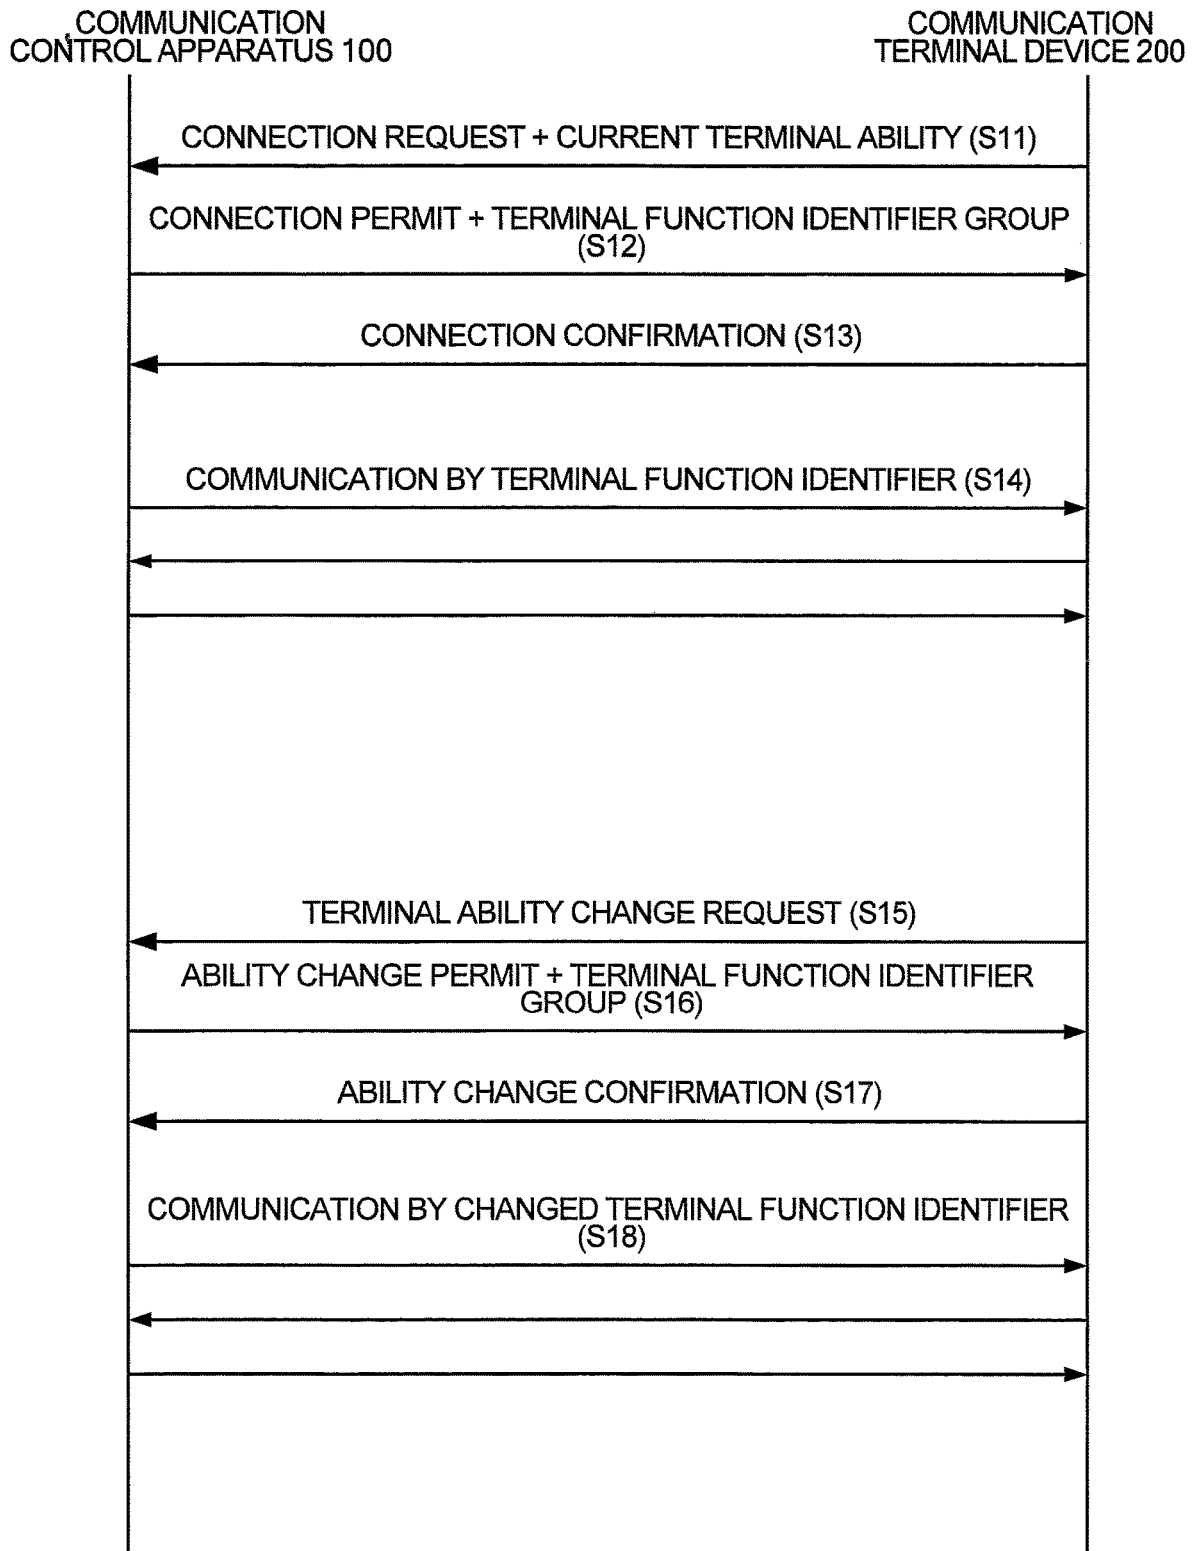 COMMUNICATION
CONTROL APPARATUS 100
COMMUNICATION
TERMINAL DEVICE 200
CONNECTION REQUEST + CURRENT TERMINAL ABILITY (S11)
CONNECTION PERMIT + TERMINAL FUNCTION IDENTIFIER GROUP
(S12)
CONNECTION CONFIRMATION (S13)
COMMUNICATION BY TERMINAL FUNCTION IDENTIFIER (S14)
TERMINAL ABILITY CHANGE REQUEST (S15)
ABILITY CHANGE PERMIT + TERMINAL FUNCTION IDENTIFIER
GROUP (S16)
ABILITY CHANGE CONFIRMATION (S17)
COMMUNICATION BY CHANGED TERMINAL FUNCTION IDENTIFIER
(S18)